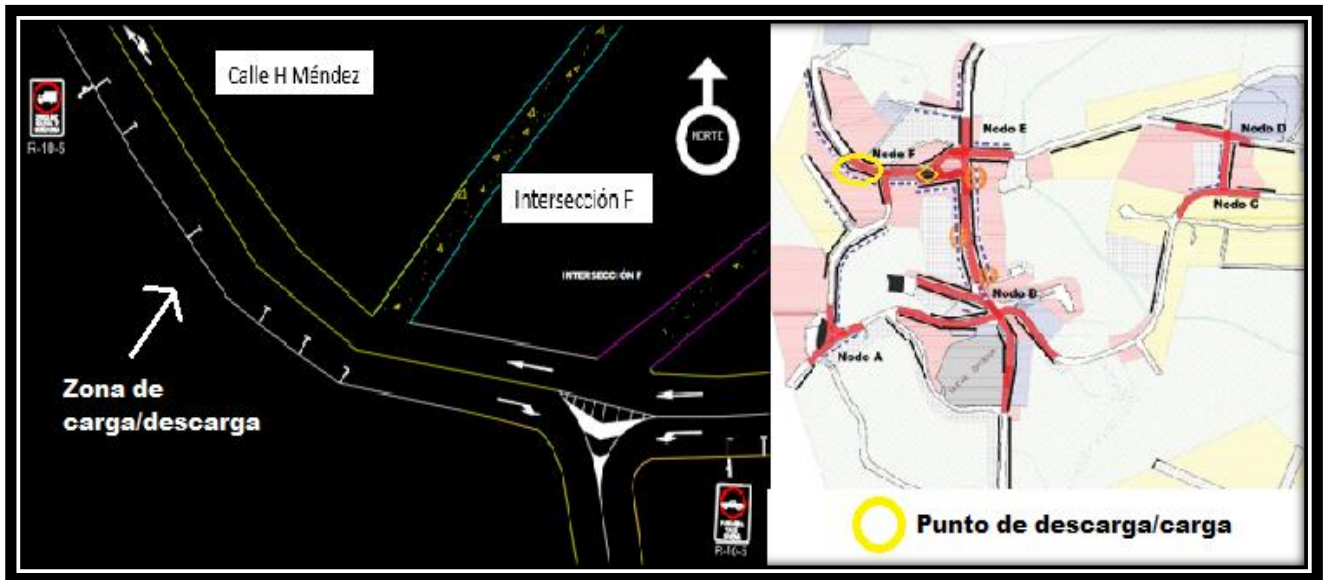 Calle H Méndez
R-10-5
NORTE
Intersección F
INTERSECCIÓN F
Zona de
carga/descarga
R-10-5
Nodo E
Nodo D
Nodo F
Nodo C
Nodo B
Nodo A
Punto de descarga/carga